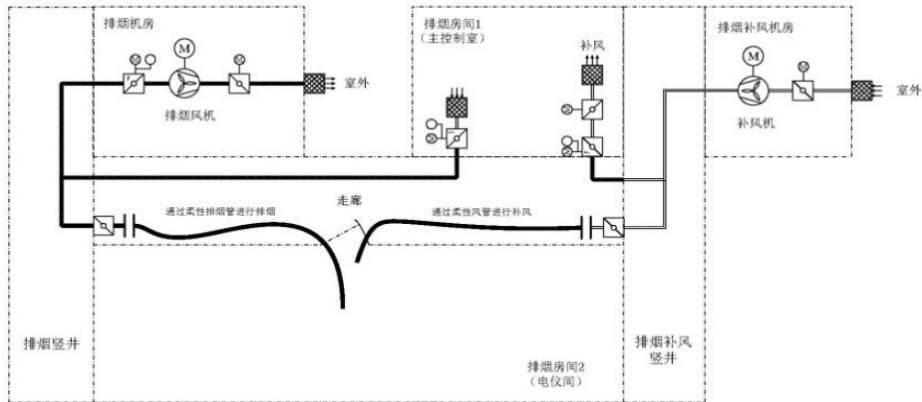 排烟机房
排烟房间1
（主控制室）
排烟补风机房
M
M
补风
M
M
M
室外
排烟风机
室外
补风机
走廊
通过柔性排烟管进行排烟
通过柔性风管进行补风
排烟竖井
排烟补风
竖井
排烟房间2
（电仪间）